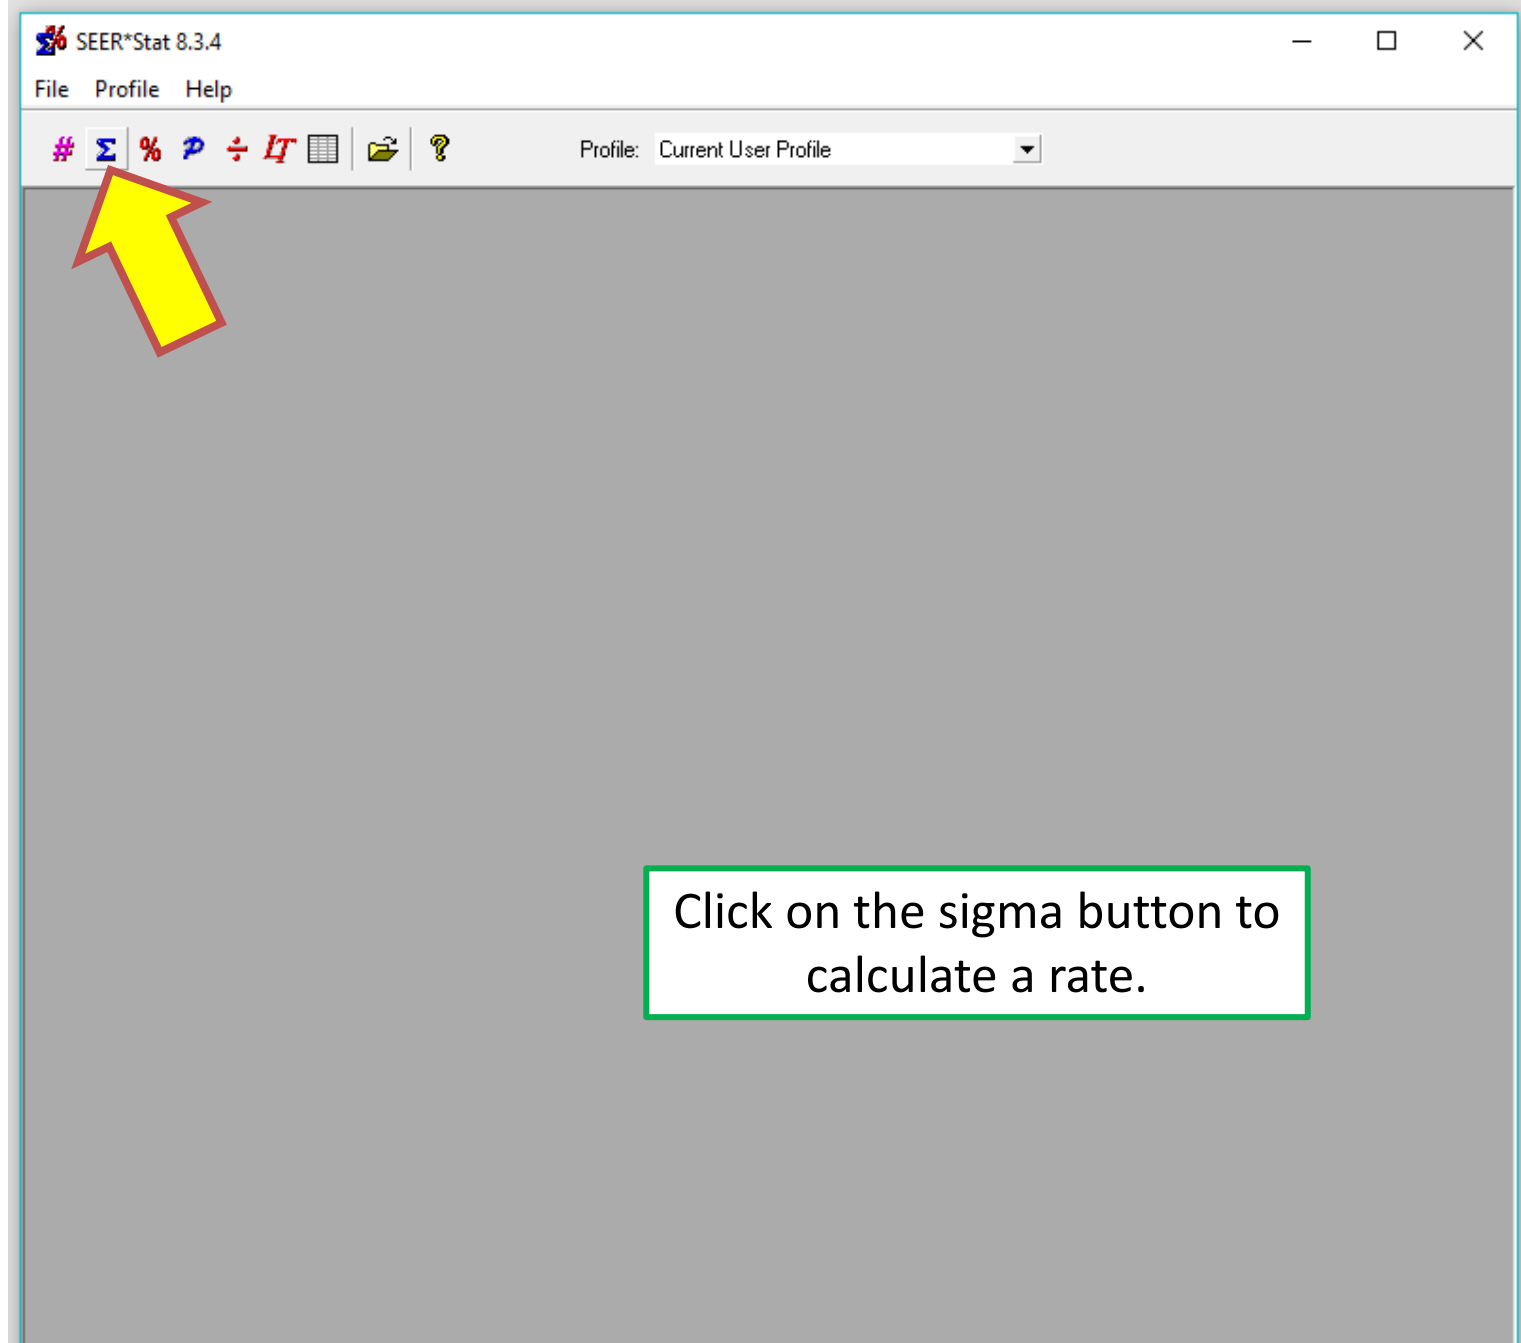 SEER*Stat 8.3.4
File Profile Help
# Σ % P ÷ LT ? Profile: Current User Profile
Click on the sigma button to
calculate a rate.